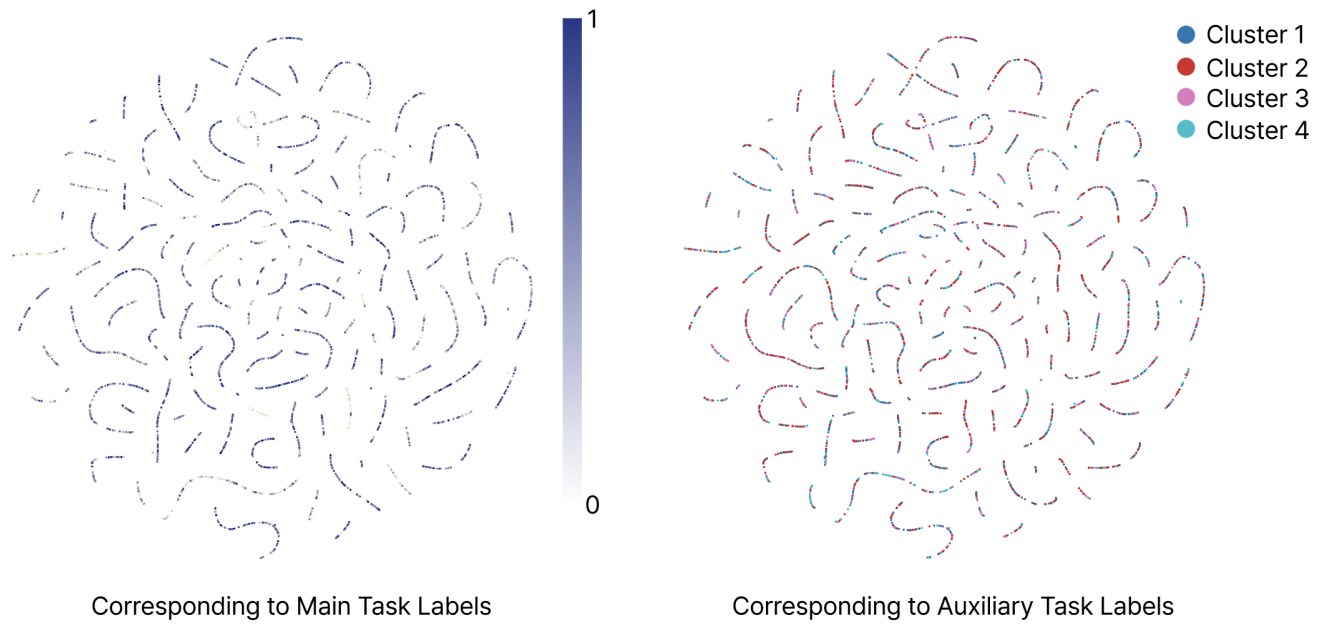 1
0
Cluster 1
Cluster 2
Cluster 3
Cluster 4
Corresponding to Main Task Labels
Corresponding to Auxiliary Task Labels